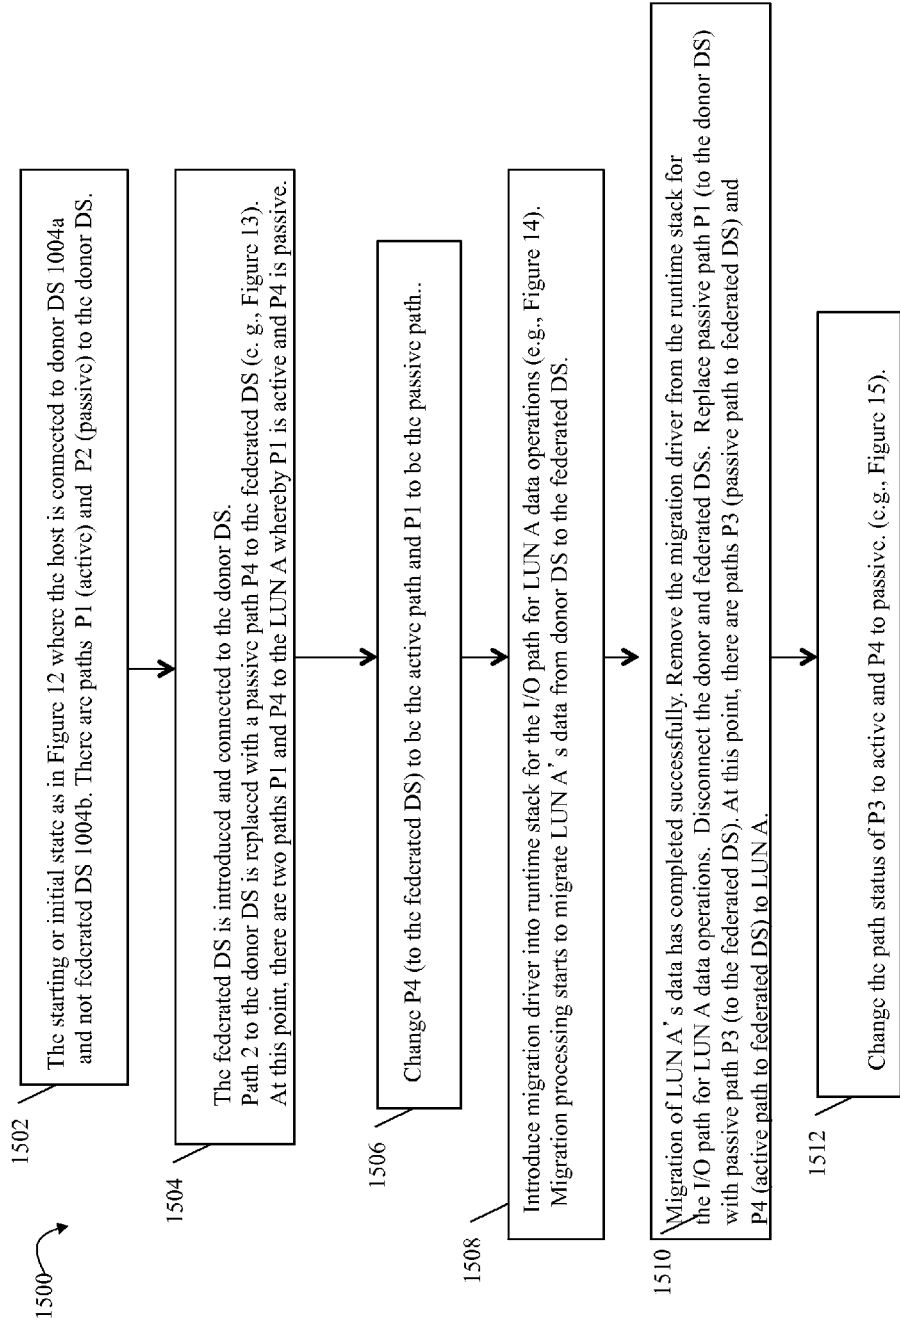 1500
1502
The starting or initial state as in Figure 12 where the host is connected to donor DS 1004a
and not federated DS 1004b. There are paths P1 (active) and P2 (passive) to the donor DS.
1504
The federated DS is introduced and connected to the donor DS.
Path 2 to the donor DS is replaced with a passive path P4 to the federated DS (e. g., Figure 13).
At this point, there are two paths P1 and P4 to the LUN A whereby P1 is active and P4 is passive.
1506
Change P4 (to the federated DS) to be the active path and P1 to be the passive path..
1508
Introduce migration driver into runtime stack for the I/O path for LUN A data operations (e.g., Figure 14).
Migration processing starts to migrate LUN A's data from donor DS to the federated DS.
1510
Migration of LUN A's data has completed successfully. Remove the migration driver from the runtime stack for
the I/O path for LUN A data operations. Disconnect the donor and federated DSs. Replace passive path P1 (to the donor DS)
with passive path P3 (to the federated DS). At this point, there are paths P3 (passive path to federated DS) and
P4 (active path to federated DS) to LUN A.
1512
Change the path status of P3 to active and P4 to passive. (e.g., Figure 15).